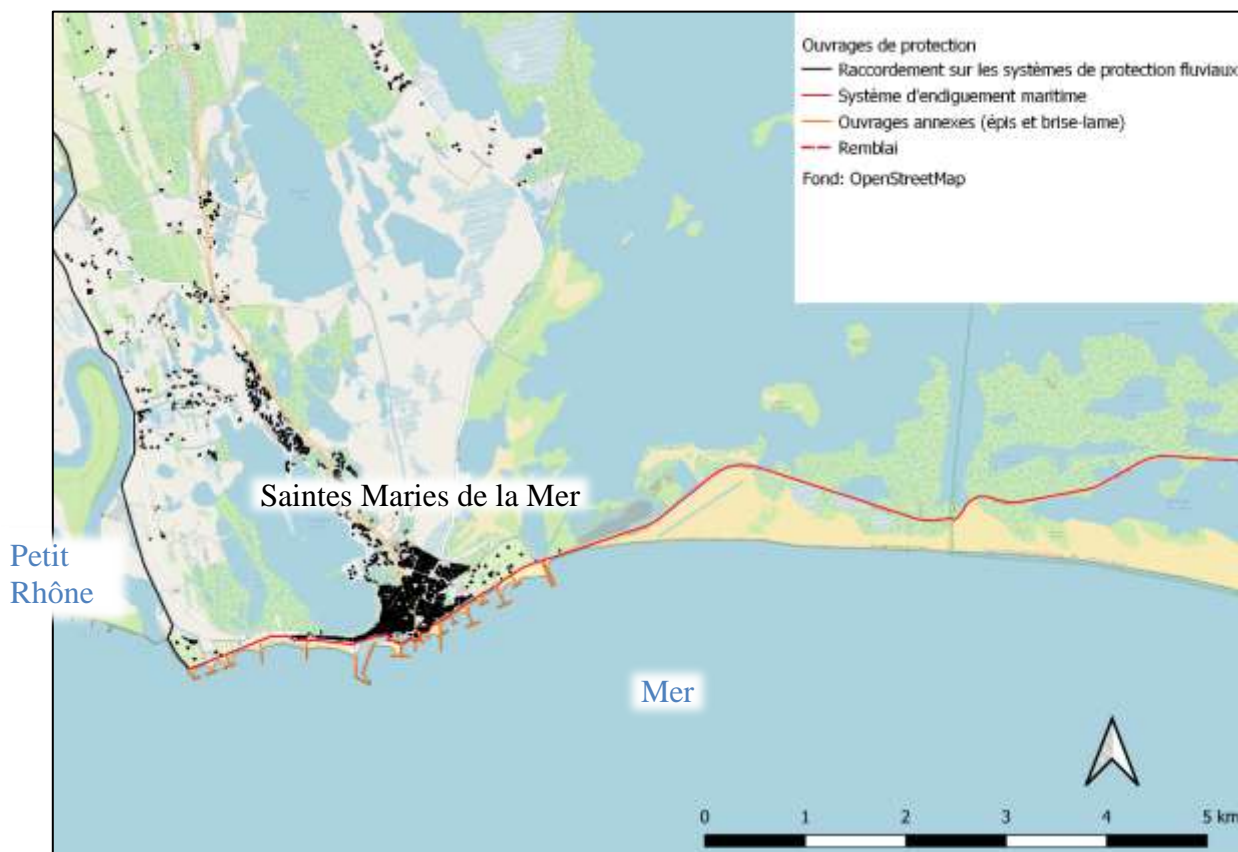 Ouvrages de protection
Raccordement sur les systèmes de protection fluviaux
Système d'endiguement maritime
Ouvrages annexes (épis et brise-lame)
Remblai
Fond: OpenStreetMap
Saintes Maries de la Mer
Petit
Rhône
Mer
0 1 2 3 4 5 km